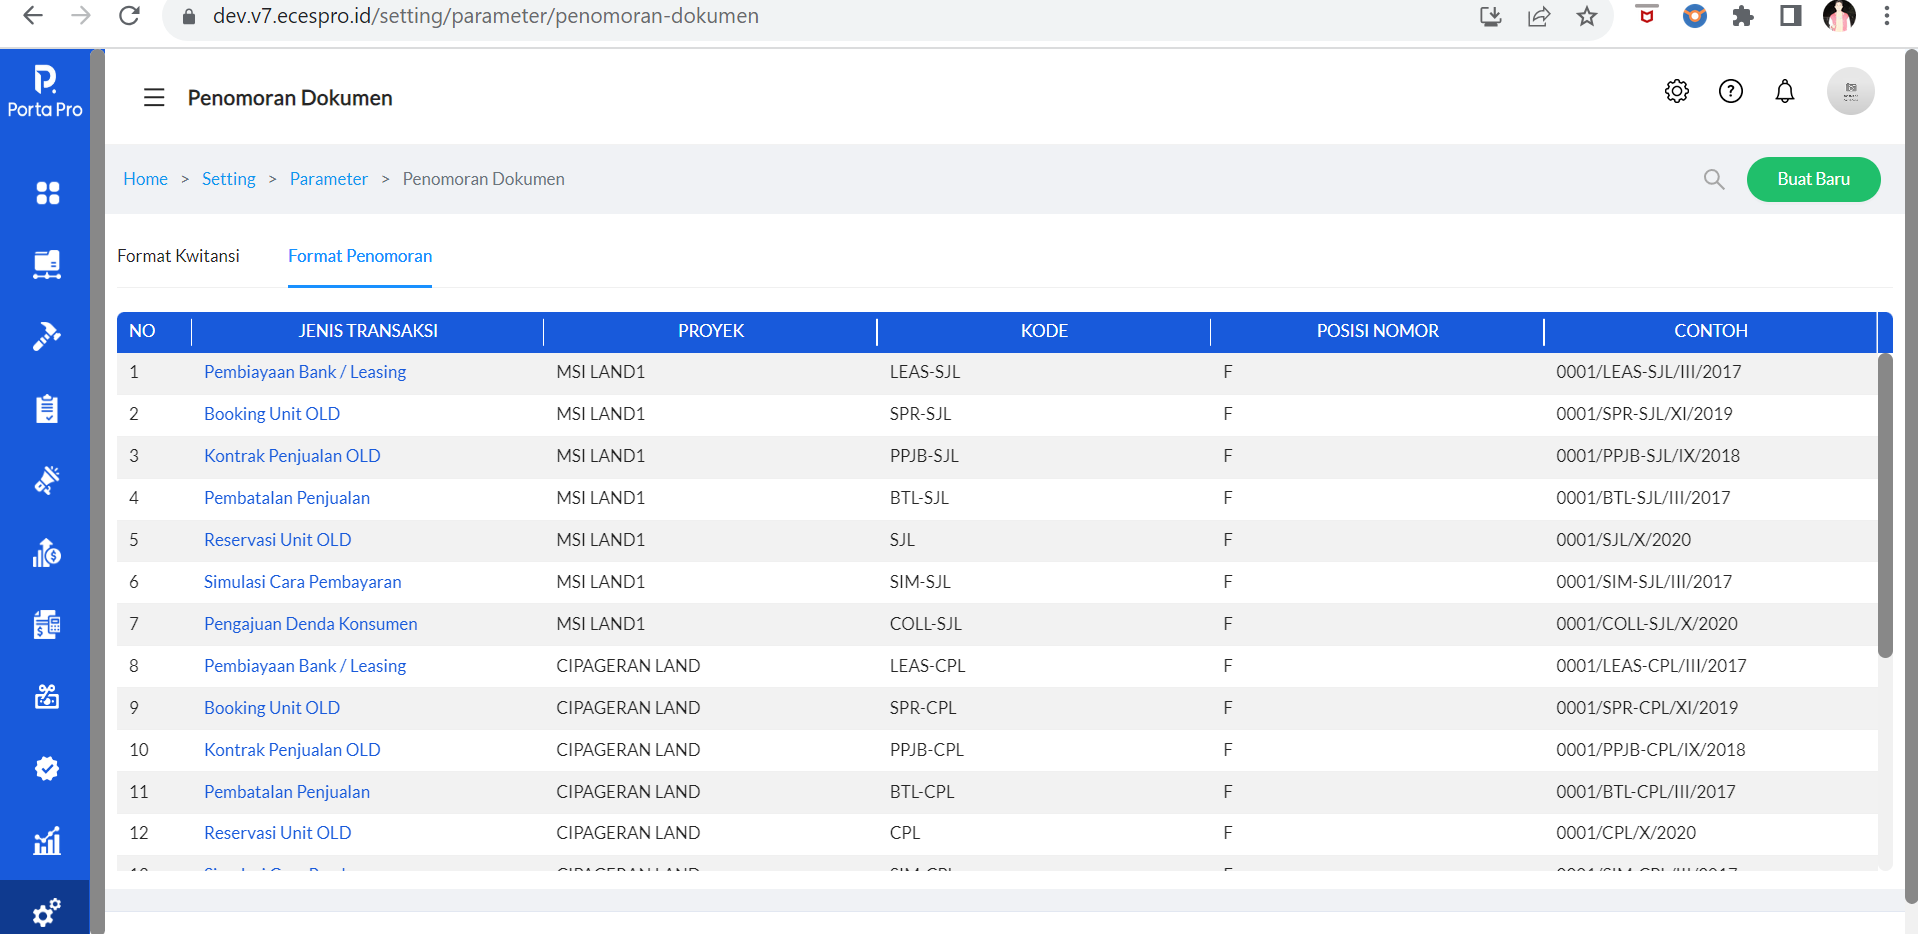 dev.v7.ecespro.id/setting/parameter/penomoran-dokumen
Porta Pro
Penomoran Dokumen
Home > Setting > Parameter > Penomoran Dokumen
Buat Baru
Format Kwitansi Format Penomoran
NO JENIS TRANSAKSI PROYEK KODE POSISI NOMOR CONTOH
1 Pembiayaan Bank / Leasing MSI LAND1 LEAS-SJL F 0001/LEAS-SJL/III/2017
2 Booking Unit OLD MSI LAND1 SPR-SJL F 0001/SPR-SJL/XI/2019
3 Kontrak Penjualan OLD MSI LAND1 PPJB-SJL F 0001/PPJB-SJL/IX/2018
4 Pembatalan Penjualan MSI LAND1 BTL-SJL F 0001/BTL-SJL/III/2017
5 Reservasi Unit OLD MSI LAND1 SJL F 0001/SJL/X/2020
6 Simulasi Cara Pembayaran MSI LAND1 SIM-SJL F 0001/SIM-SJL/III/2017
7 Pengajuan Denda Konsumen MSI LAND1 COLL-SJL F 0001/COLL-SJL/X/2020
8 Pembiayaan Bank / Leasing CIPAGERAN LAND LEAS-CPL F 0001/LEAS-CPL/III/2017
9 Booking Unit OLD CIPAGERAN LAND SPR-CPL F 0001/SPR-CPL/XI/2019
10 Kontrak Penjualan OLD CIPAGERAN LAND PPJB-CPL F 0001/PPJB-CPL/IX/2018
11 Pembatalan Penjualan CIPAGERAN LAND BTL-CPL F 0001/BTL-CPL/III/2017
12 Reservasi Unit OLD CIPAGERAN LAND CPL F 0001/CPL/X/2020